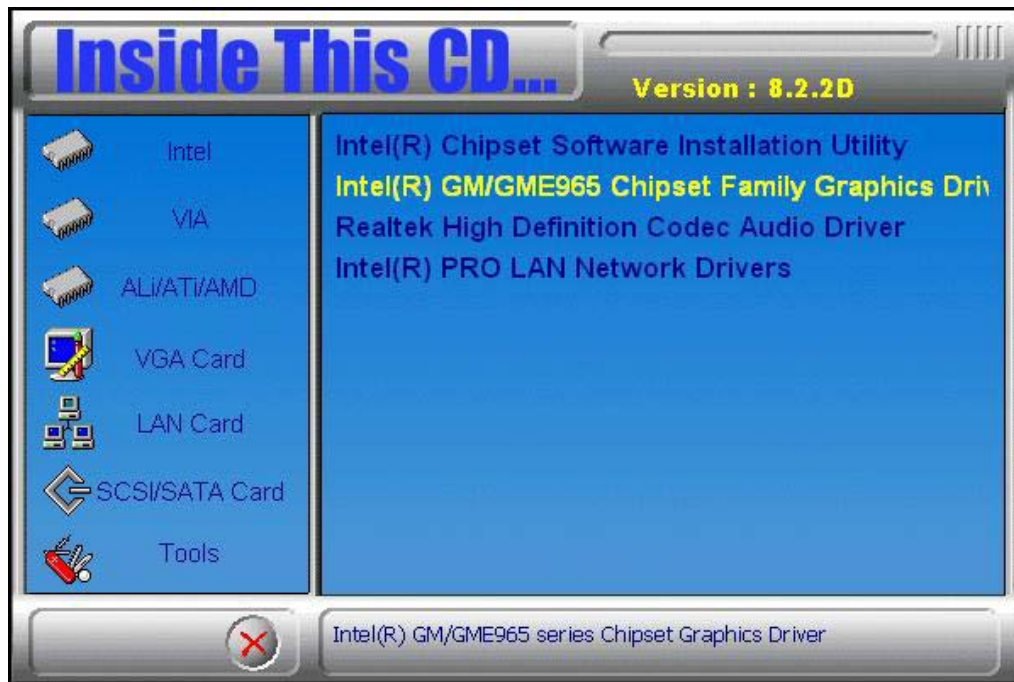 Inside This CD...
Version : 8.2.2D
Intel
VIA
ALi/ATi/AMD
VGA Card
LAN Card
SCSI/SATA Card
Tools
Intel(R) Chipset Software Installation Utility
Intel(R) GM/GME965 Chipset Family Graphics Driv
Realtek High Definition Codec Audio Driver
Intel(R) PRO LAN Network Drivers
Intel(R) GM/GME965 series Chipset Graphics Driver